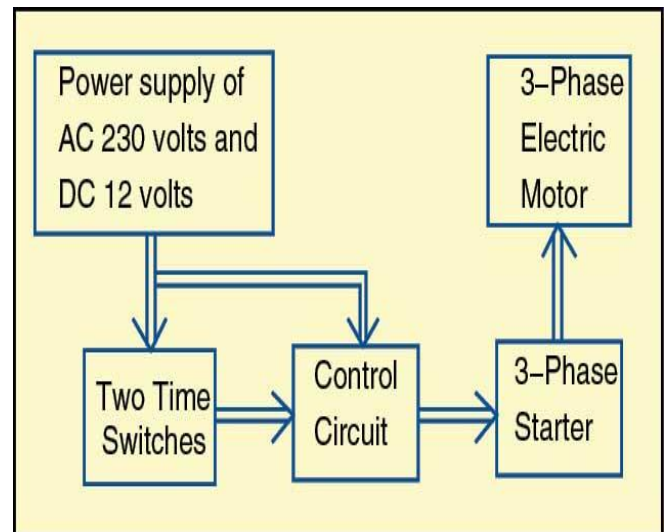 Power supply of
AC 230 volts and
DC 12 volts
3-Phase
Electric
Motor
Two Time
Switches
Control
Circuit
3-Phase
Starter